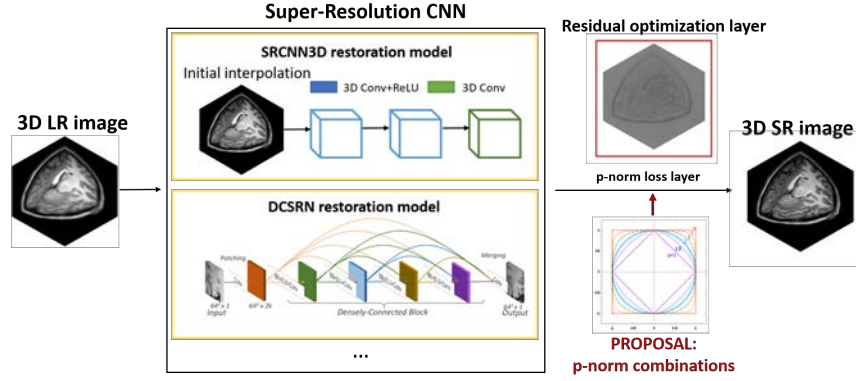 Super-Resolution CNN
SRCNN3D restoration model
Initial interpolation
3D Conv+ReLU
3D Conv
3D LR image
Residual optimization layer
3D SR image
p-norm loss layer
DCSRN restoration model
Patching
Merging
Input
Densely-Connected Block
Output
...
PROPOSAL:
p-norm combinations